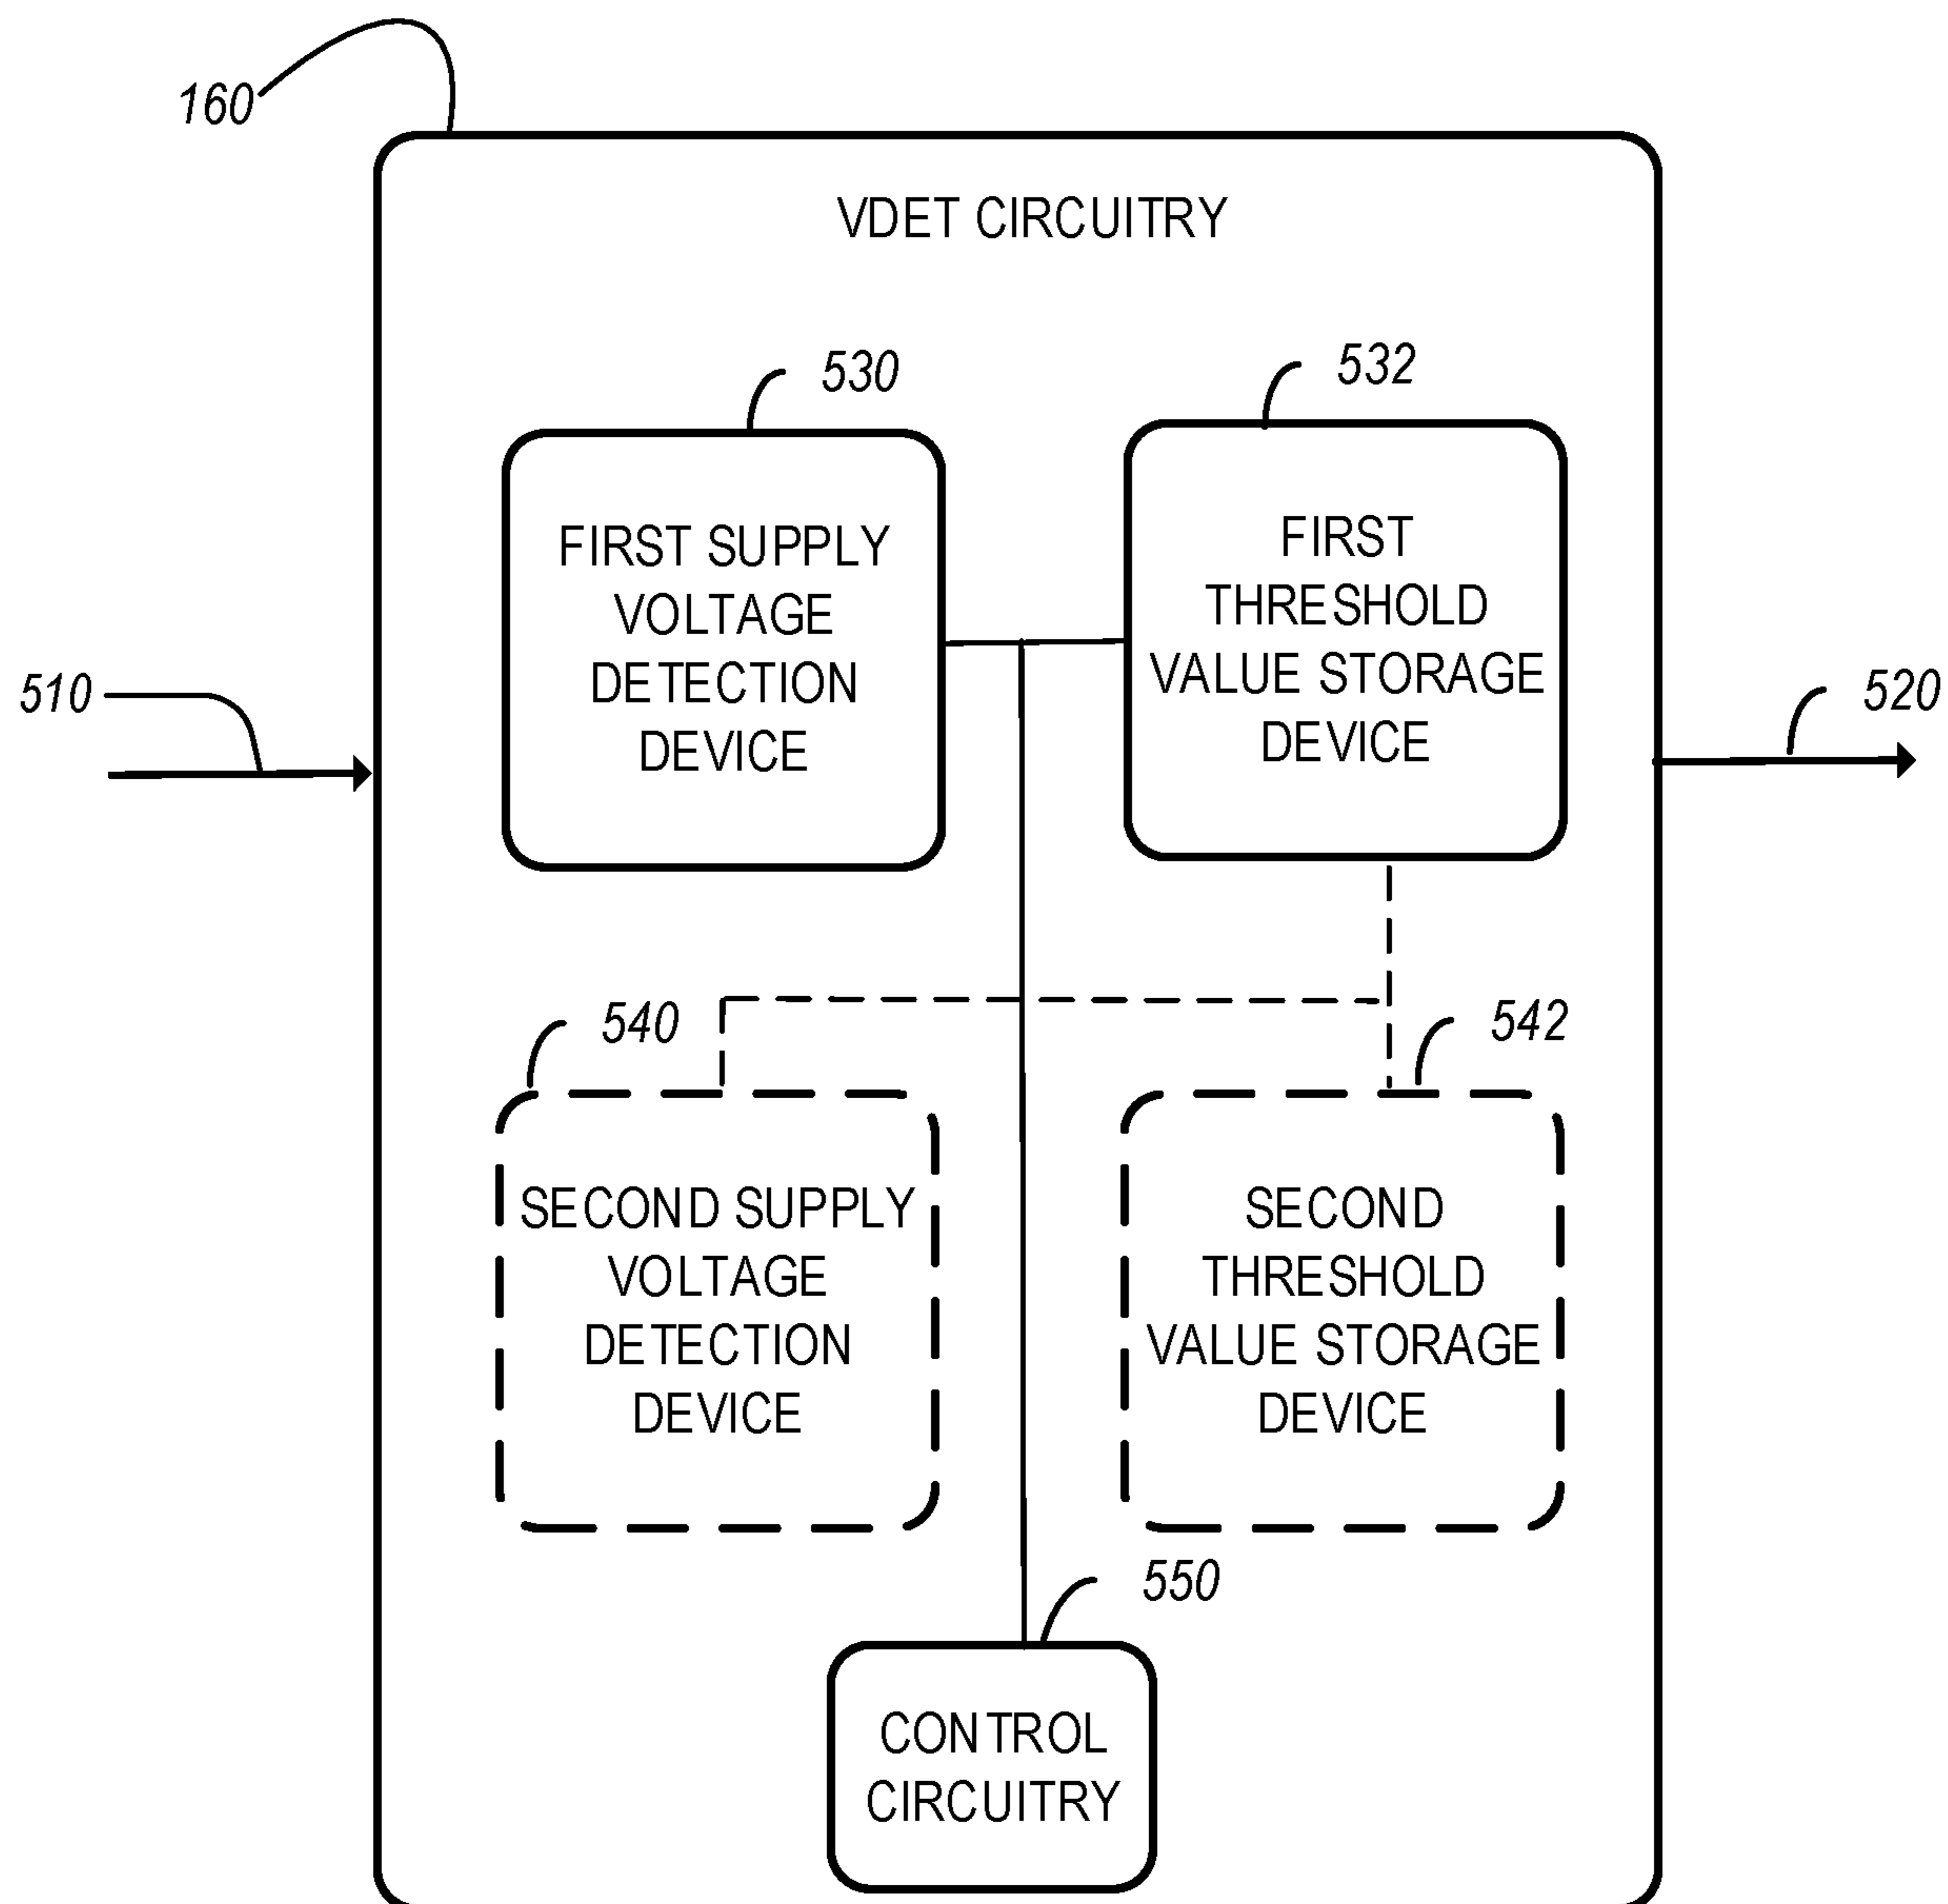 160
VDET CIRCUITRY
530
532
FIRST SUPPLY
VOLTAGE
DETECTION
DEVICE
FIRST
THRESHOLD
VALUE STORAGE
DEVICE
510
520
540
542
SECOND SUPPLY
VOLTAGE
DETECTION
DEVICE
SECOND
THRESHOLD
VALUE STORAGE
DEVICE
550
CONTROL
CIRCUITRY